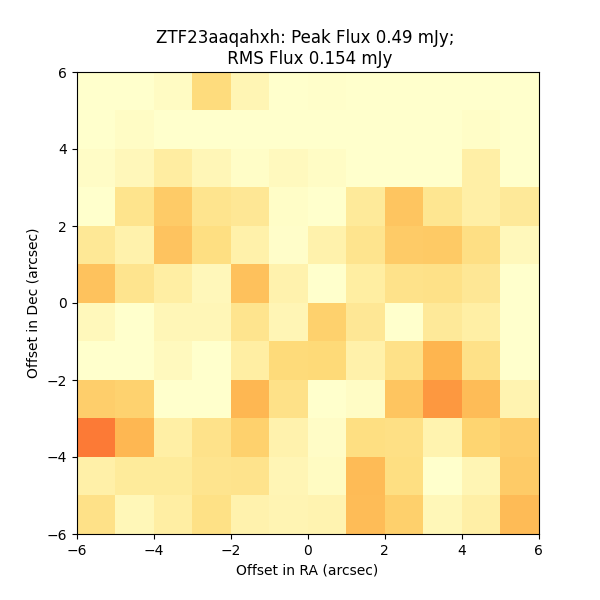 ZTF23aaqahxh: Peak Flux 0.49 mJy;
RMS Flux 0.154 mJy
6
4
2
0
−2
−4
−6
Offset in Dec (arcsec)
−6 −4 −2 0 2 4 6
Offset in RA (arcsec)